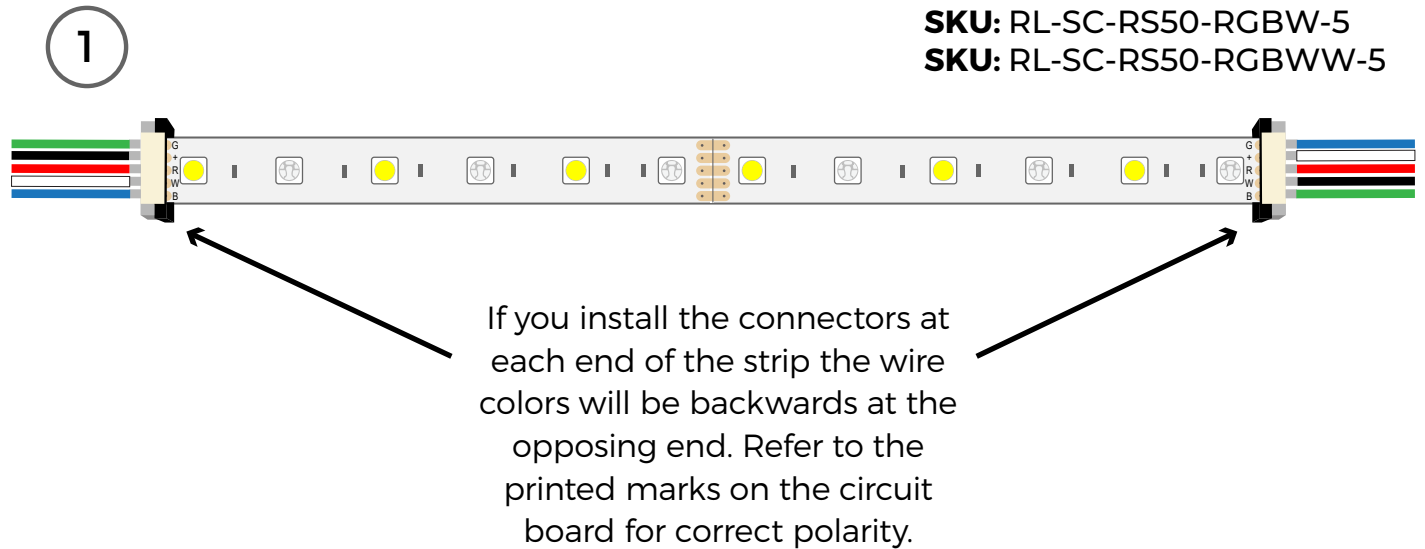 1
SKU: RL-SC-RS50-RGBW-5
SKU: RL-SC-RS50-RGBWW-5
G
+
R
W
B
G
+
R
W
B
If you install the connectors at
each end of the strip the wire
colors will be backwards at the
opposing end. Refer to the
printed marks on the circuit
board for correct polarity.